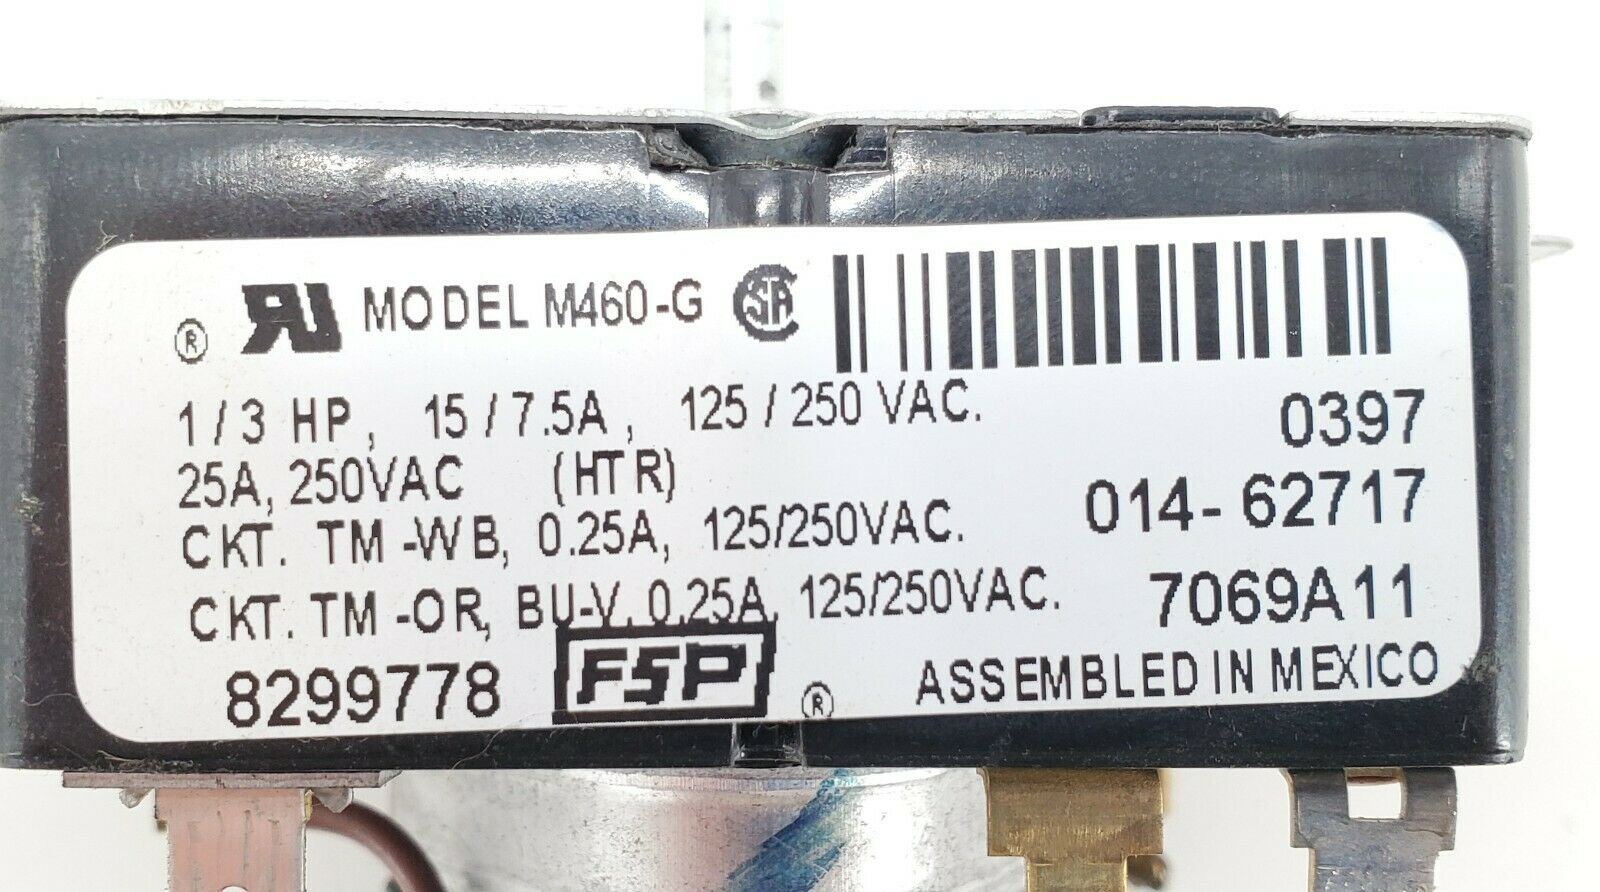 ® RU MODEL M460-G CSA
1/3 HP, 15/7.5A, 125/250 VAC. 0397
25A, 250VAC (HTR) 014-62717
CKT. TM-WB, 0.25A, 125/250VAC.
CKT. TM-OR, BU-V, 0.25A, 125/250VAC. 7069A11
8299778 FSP ® ASSEMBLED IN MEXICO